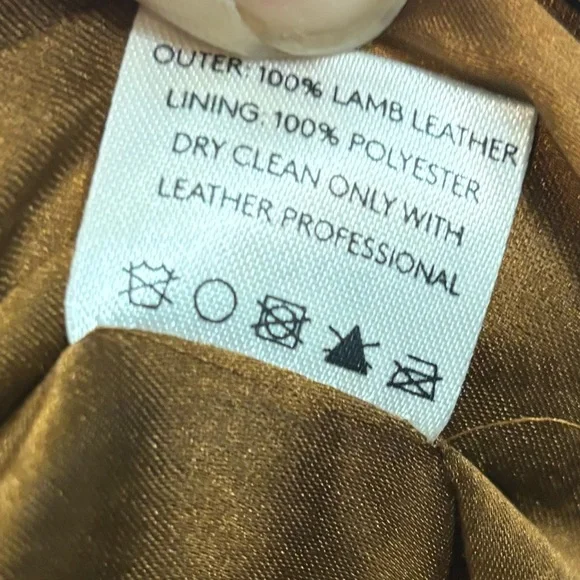 OUTER: 100% LAMB LEATHER
LINING: 100% POLYESTER
DRY CLEAN ONLY WITH
LEATHER PROFESSIONAL